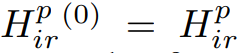 H_{ir}^{p (0)} = H_{ir}^{p}